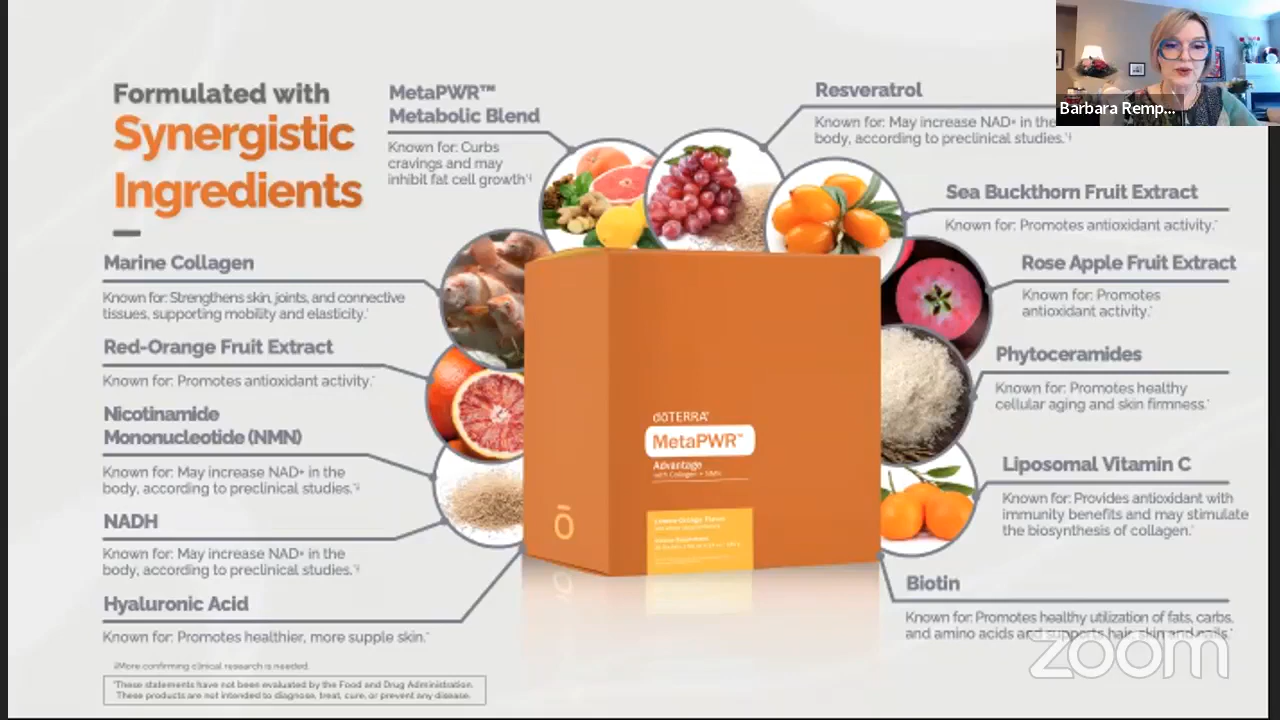 Formulated with
Synergistic
Ingredients
MetaPWR™
Metabolic Blend
Known for: Curbs
cravings and may
inhibit fat cell growth*‡
Resveratrol
Known for: May increase NAD+ in the
body, according to preclinical studies.*‡
Barbara Remp...
Sea Buckthorn Fruit Extract
Known for: Promotes antioxidant activity.*
Marine Collagen
Known for: Strengthens skin, joints, and connective
tissues, supporting mobility and elasticity.*
Rose Apple Fruit Extract
Known for: Promotes
antioxidant activity.*
Red-Orange Fruit Extract
Known for: Promotes antioxidant activity.*
Phytoceramides
Known for: Promotes healthy
cellular aging and skin firmness.*
Nicotinamide
Mononucleotide (NMN)
Known for: May increase NAD+ in the
body, according to preclinical studies.*‡
Liposomal Vitamin C
Known for: Provides antioxidant with
immunity benefits and may stimulate
the biosynthesis of collagen.*
NADH
Known for: May increase NAD+ in the
body, according to preclinical studies.*‡
Hyaluronic Acid
Known for: Promotes healthier, more supple skin.*
Biotin
Known for: Promotes healthy utilization of fats, carbs,
and amino acids and supports hair, skin and nails.*
dōTERRA®
MetaPWR™
Advantage
with Collagen + NMN
ō
‡More confirming clinical research is needed.
*These statements have not been evaluated by the Food and Drug Administration.
These products are not intended to diagnose, treat, cure, or prevent any disease.
zoom